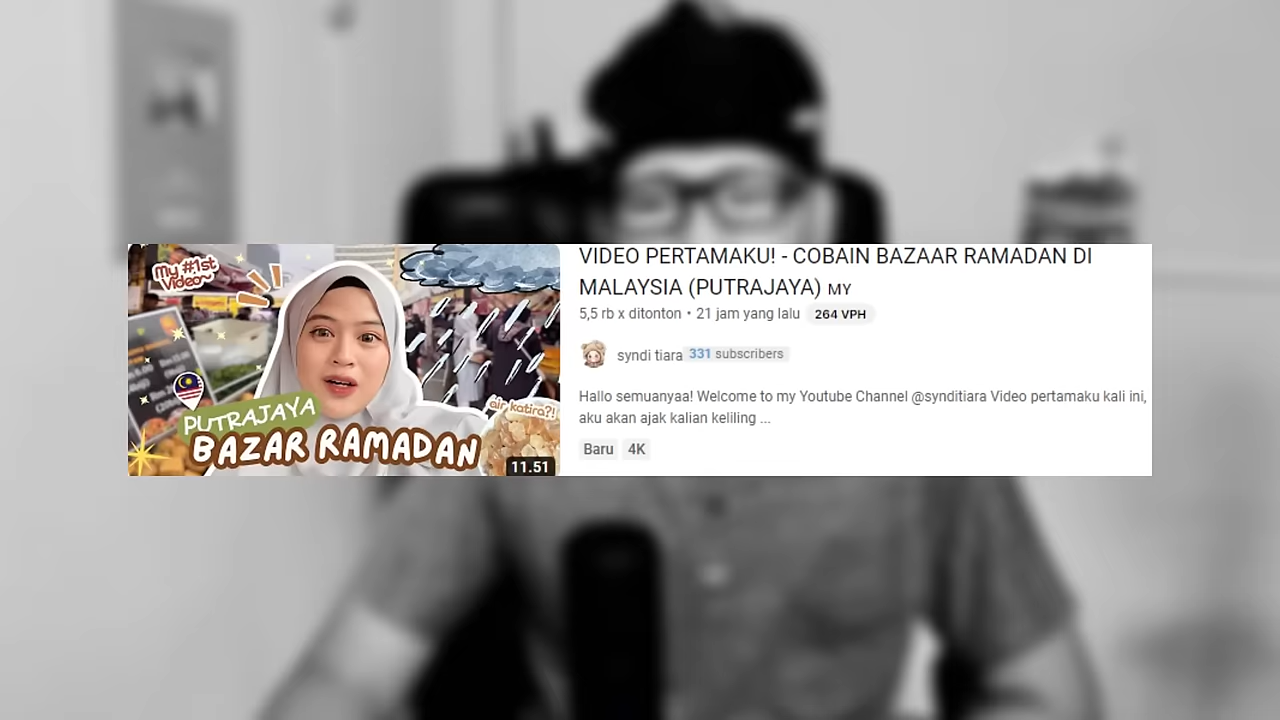 My #1st
Video~
PUTRAJAYA
BAZAR RAMADAN
air katira?!
11.51
VIDEO PERTAMAKU! - COBAIN BAZAAR RAMADAN DI
MALAYSIA (PUTRAJAYA) MY
5,5 rb x ditonton • 21 jam yang lalu 264 VPH
syndi tiara 331 subscribers
Hallo semuanyaa! Welcome to my Youtube Channel @synditiara Video pertamaku kali ini,
aku akan ajak kalian keliling ...
Baru 4K